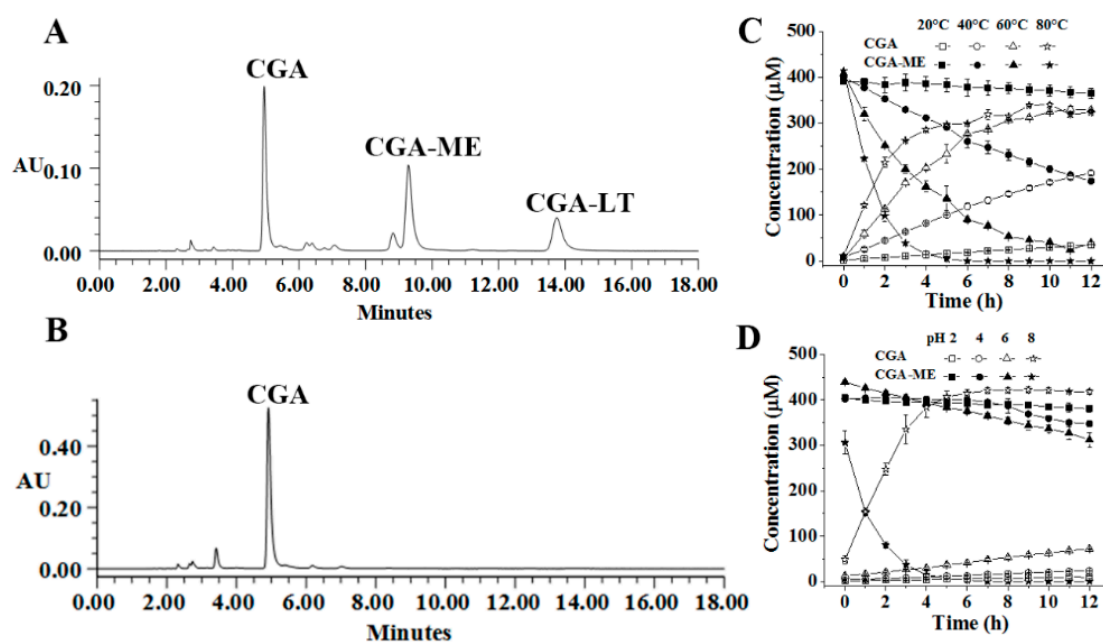 A
CGA
CGA-ME
CGA-LT
0.20
AU
0.10
0.00
0.00 2.00 4.00 6.00 8.00 10.00 12.00 14.00 16.00 18.00
Minutes
B
CGA
0.40
AU
0.20
0.00
0.00 2.00 4.00 6.00 8.00 10.00 12.00 14.00 16.00 18.00
Minutes
C
20°C 40°C 60°C 80°C
CGA
CGA-ME
500
400
300
200
100
0
Concentration (µM)
0 2 4 6 8 10 12
Time (h)
D
pH 2 4 6 8
CGA
CGA-ME
500
400
300
200
100
0
Concentration (µM)
0 2 4 6 8 10 12
Time (h)